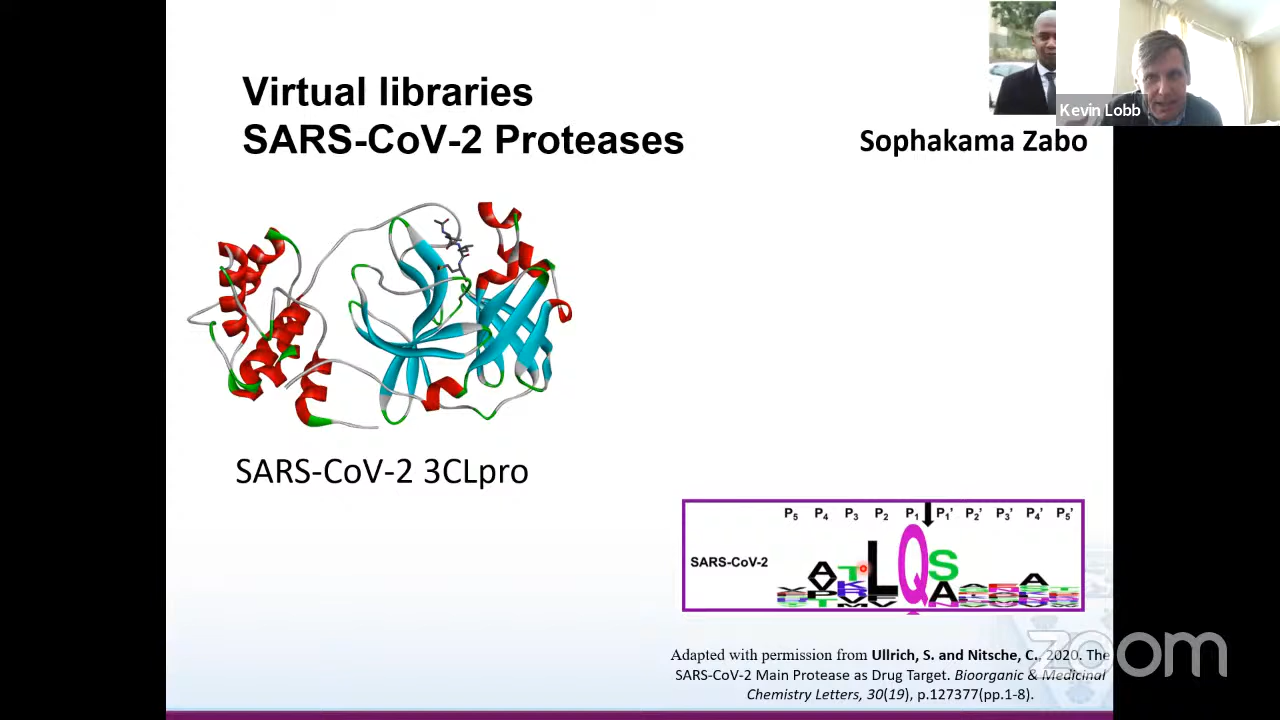 Virtual libraries
SARS-CoV-2 Proteases
Kevin Lobb
Sophakama Zabo
SARS-CoV-2 3CLpro
P5 P4 P3 P2 P1 P1' P2' P3' P4' P5'
SARS-CoV-2
A T L Q S
A A
Adapted with permission from Ullrich, S. and Nitsche, C., 2020. The
SARS-CoV-2 Main Protease as Drug Target. Bioorganic & Medicinal
Chemistry Letters, 30(19), p.127377(pp.1-8).
zoom